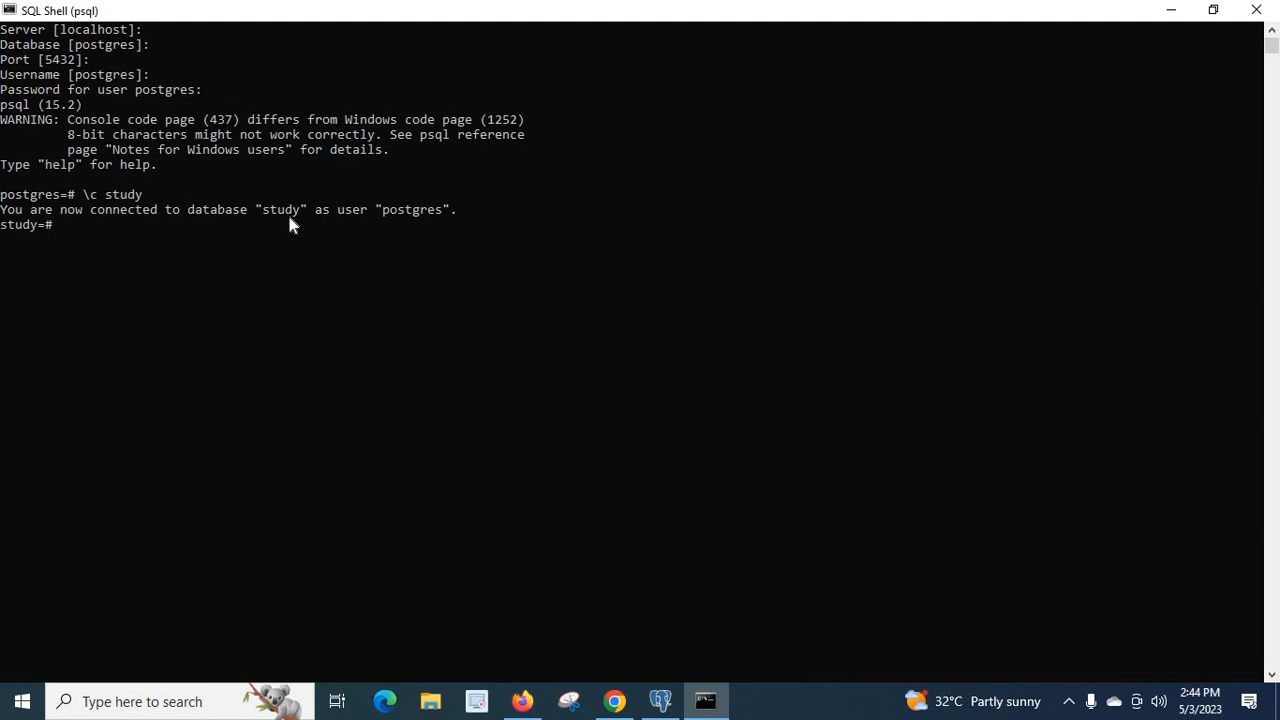 SQL Shell (psql)
Server [localhost]:
Database [postgres]:
Port [5432]:
Username [postgres]:
Password for user postgres:
psql (15.2)
WARNING: Console code page (437) differs from Windows code page (1252)
8-bit characters might not work correctly. See psql reference
page "Notes for Windows users" for details.
Type "help" for help.
postgres=# \c study
You are now connected to database "study" as user "postgres".
study=#
Type here to search
32°C Partly sunny
2:44 PM
5/3/2023